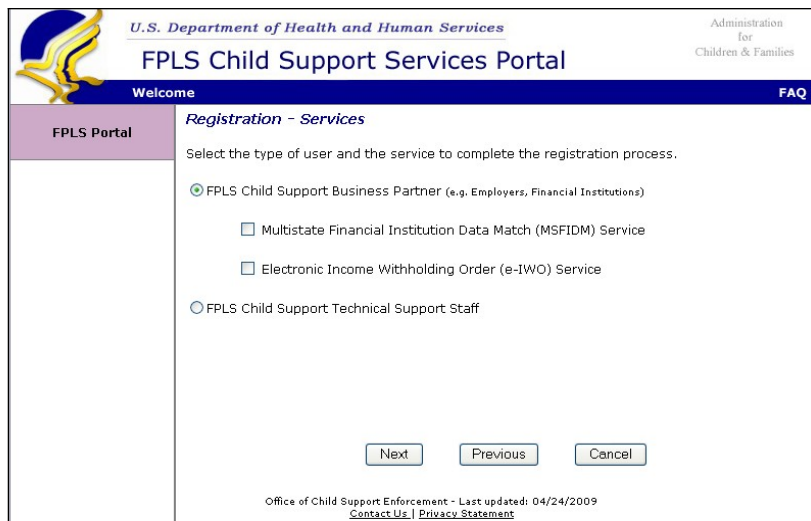 U.S. Department of Health and Human Services
FPLS Child Support Services Portal
Administration
for
Children & Families
Welcome
FAQ
FPLS Portal
Registration - Services
Select the type of user and the service to complete the registration process.
FPLS Child Support Business Partner (e.g. Employers, Financial Institutions)
Multistate Financial Institution Data Match (MSFIDM) Service
Electronic Income Withholding Order (e-IWO) Service
FPLS Child Support Technical Support Staff
Next Previous Cancel
Office of Child Support Enforcement - Last updated: 04/24/2009
Contact Us | Privacy Statement